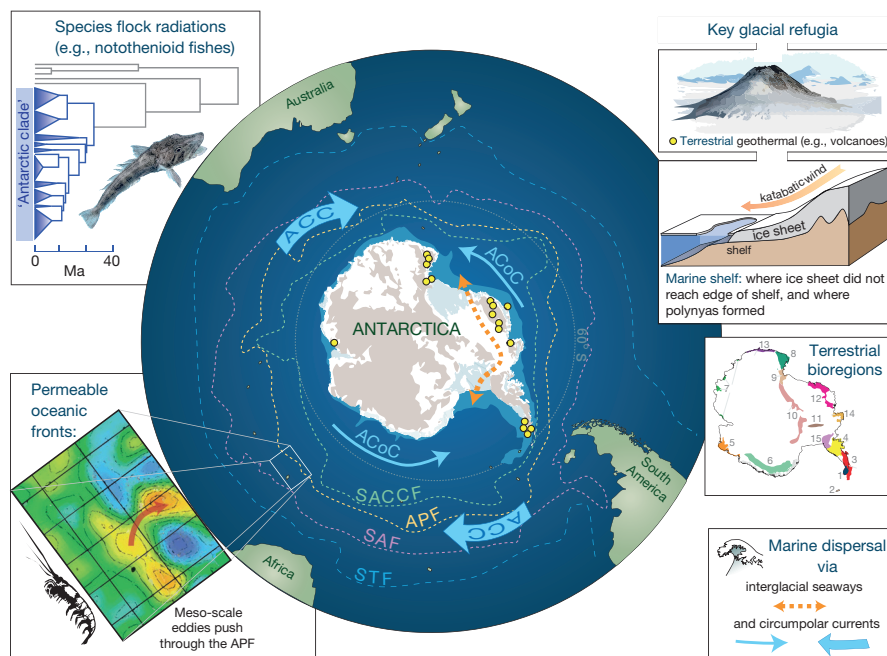 Species flock radiations
(e.g., notothenioid fishes)
'Antarctic clade'
0
40
Ma
Key glacial refugia
Terrestrial geothermal (e.g., volcanoes)
katabatic wind
ice sheet
shelf
Marine shelf: where ice sheet did not
reach edge of shelf, and where
polynyas formed
Australia
ACC
ACoC
ANTARCTICA
60° S
ACoC
SACCF
APF
ACC
SAF
STF
South
America
Africa
Permeable
oceanic
fronts:
Meso-scale
eddies push
through the APF
Terrestrial
bioregions
13
8
9
7
12
10
14
11
15
4
5
6
3
1
2
Marine dispersal
via
interglacial seaways
and circumpolar currents